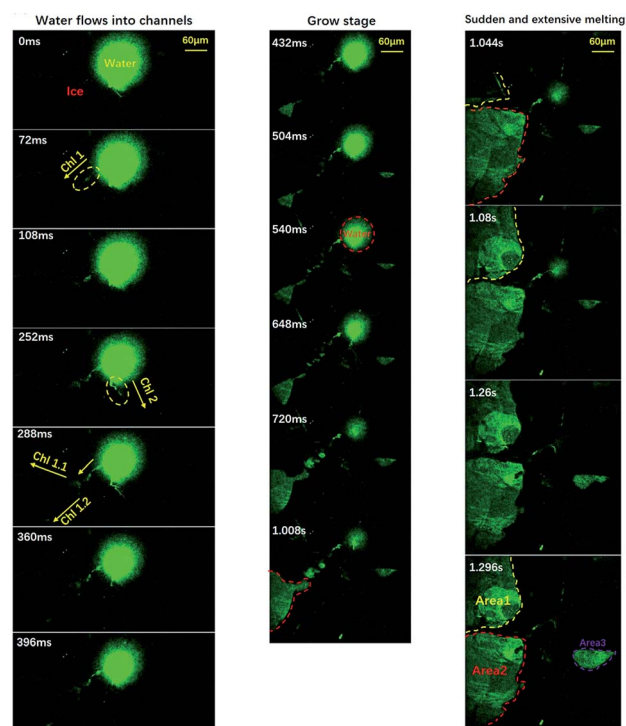 Water flows into channels
0ms
60μm
Water
Ice
72ms
Chl 1
108ms
252ms
Chl 2
288ms
Chl 1.1
Chl 1.2
360ms
396ms
Grow stage
432ms
60μm
504ms
540ms
Water
648ms
720ms
1.008s
Sudden and extensive melting
1.044s
60μm
1.08s
1.26s
1.296s
Area1
Area3
Area2